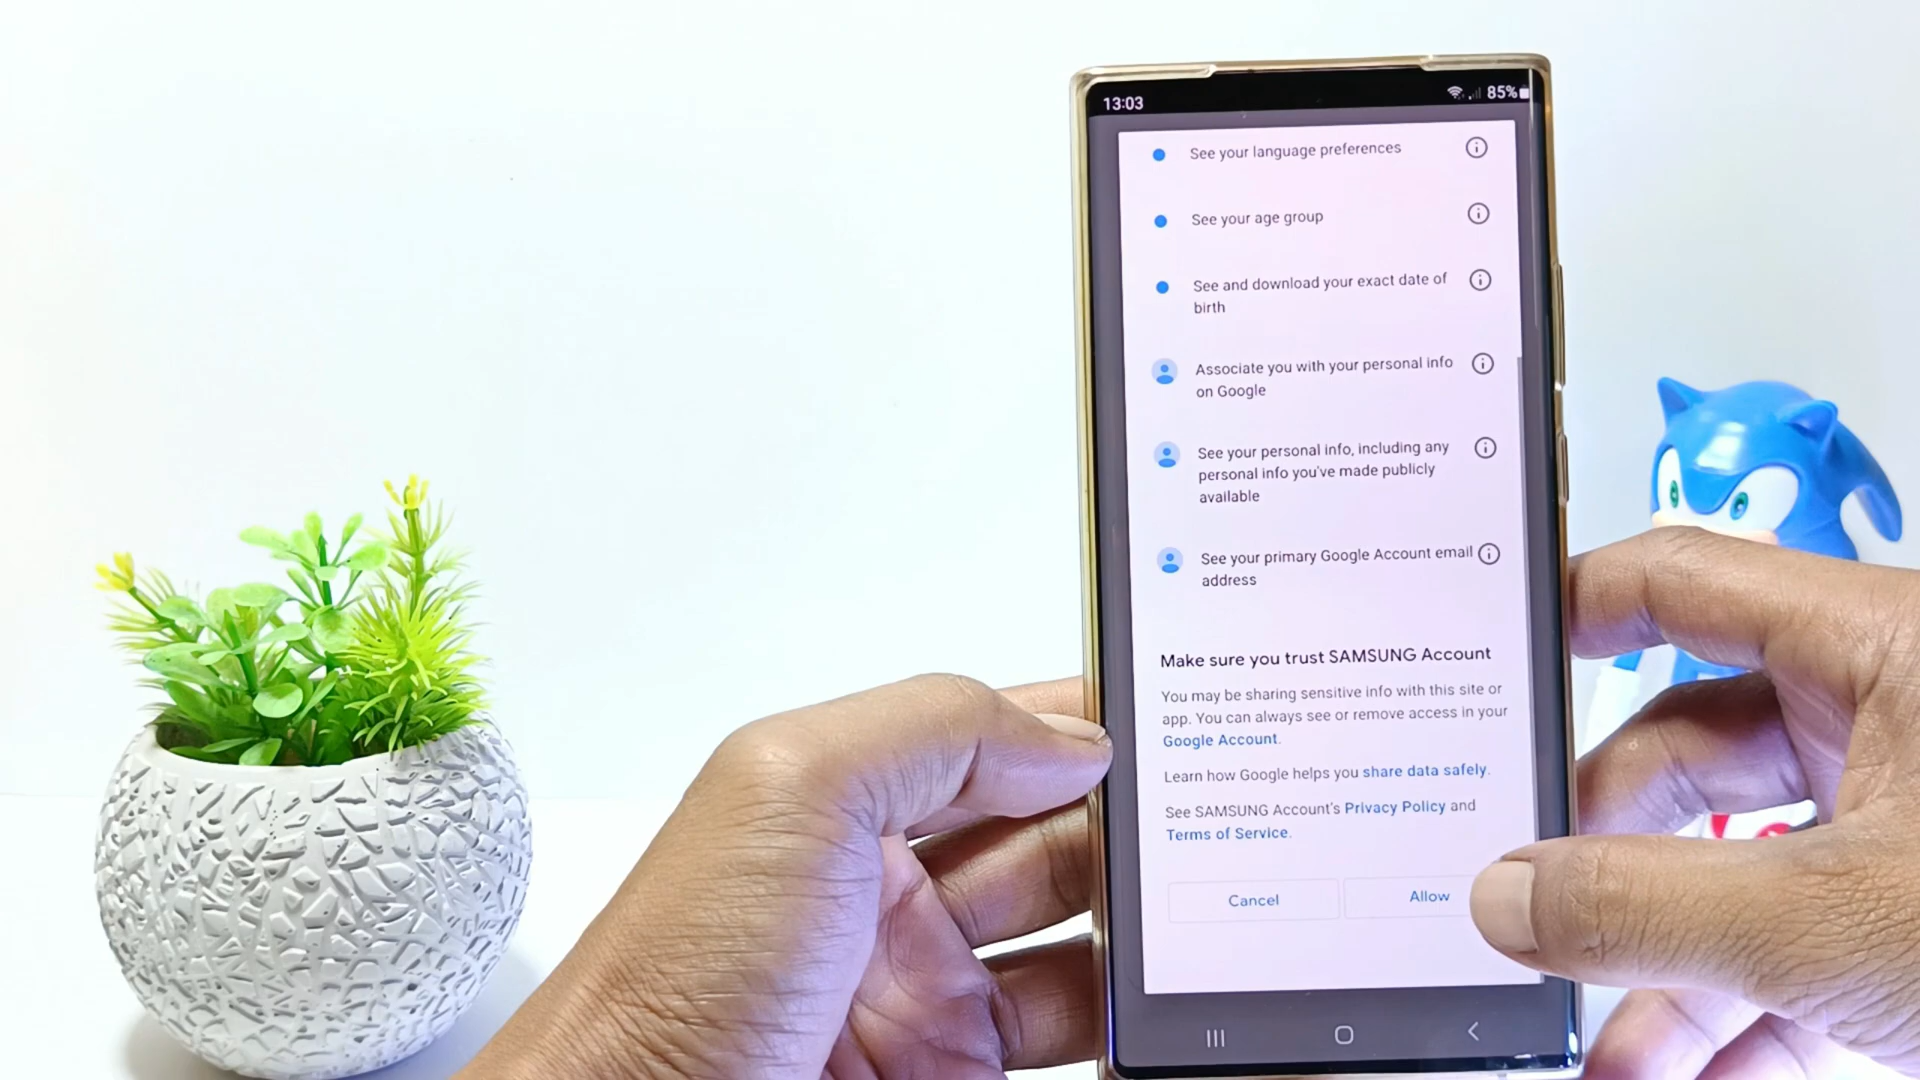 13:03
85%
See your language preferences
See your age group
See and download your exact date of
birth
Associate you with your personal info
on Google
See your personal info, including any
personal info you've made publicly
available
See your primary Google Account email
address
Make sure you trust SAMSUNG Account
You may be sharing sensitive info with this site or
app. You can always see or remove access in your
Google Account.
Learn how Google helps you share data safely.
See SAMSUNG Account's Privacy Policy and
Terms of Service.
Cancel
Allow